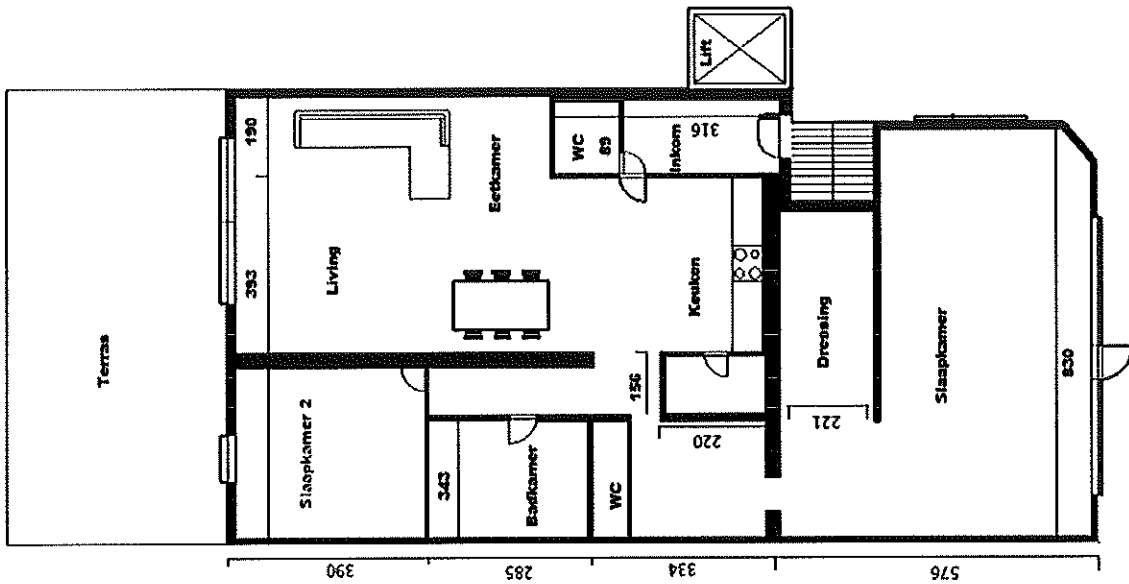 Lift
Terras
190
393
Living
Eetkamer
WC
89
Inkom
316
Keuken
Slaapkamer 2
343
Badkamer
WC
156
220
Dressing
221
Slaapkamer
830
390
285
334
576